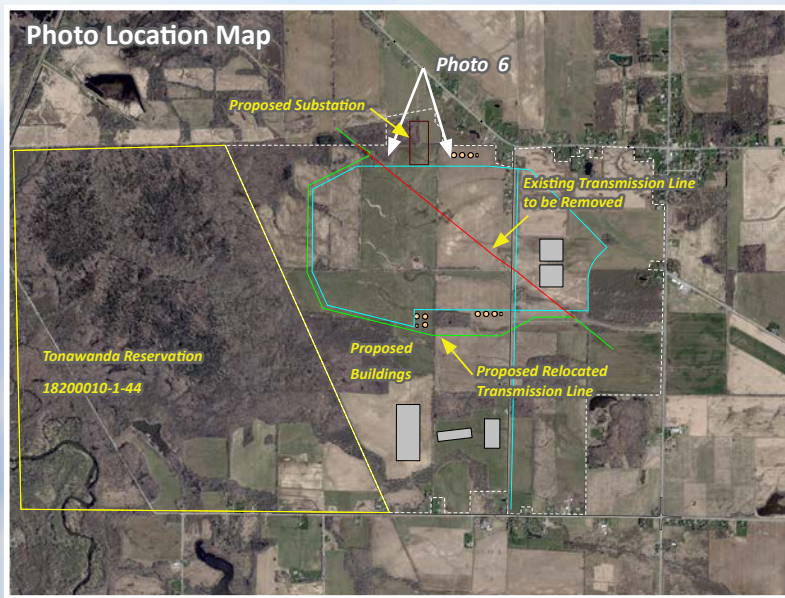 Photo Location Map
Photo 6
Proposed Substation
Existing Transmission Line
to be Removed
Tonawanda Reservation
18200010-1-44
Proposed
Buildings
Proposed Relocated
Transmission Line